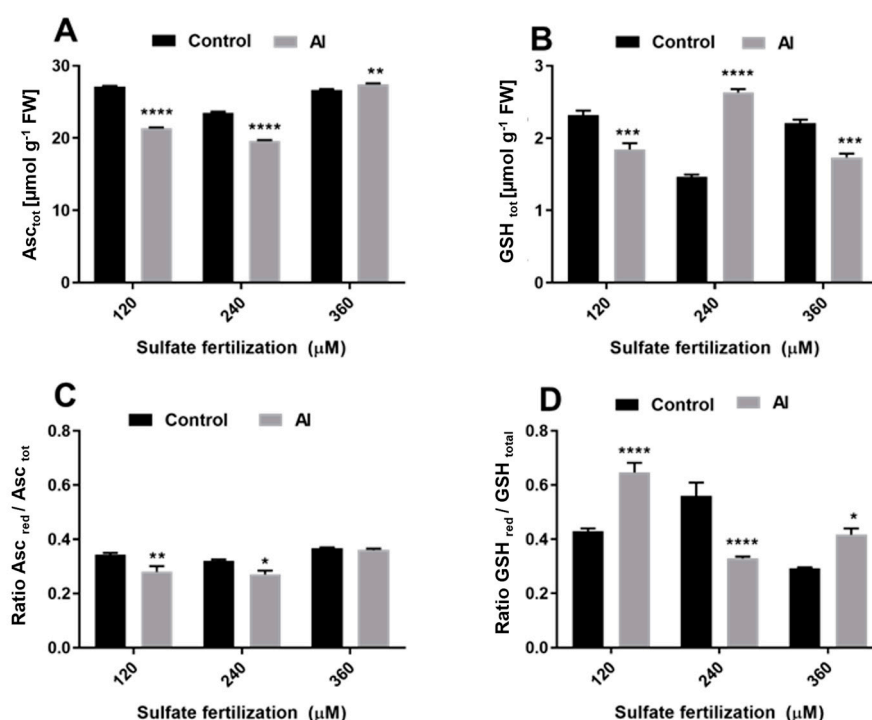 A
Control Al
Asc tot [µmol g-1 FW]
30
20
10
0
****
****
**
120 240 360
Sulfate fertilization (µM)
B
Control Al
GSH tot [µmol g-1 FW]
3
2
1
0
***
****
***
120 240 360
Sulfate fertilization (µM)
C
Control Al
Ratio Asc red / Asc tot
0.8
0.6
0.4
0.2
0.0
**
*
120 240 360
Sulfate fertilization (µM)
D
Control Al
Ratio GSH red / GSH total
0.8
0.6
0.4
0.2
0.0
****
****
*
120 240 360
Sulfate fertilization (µM)